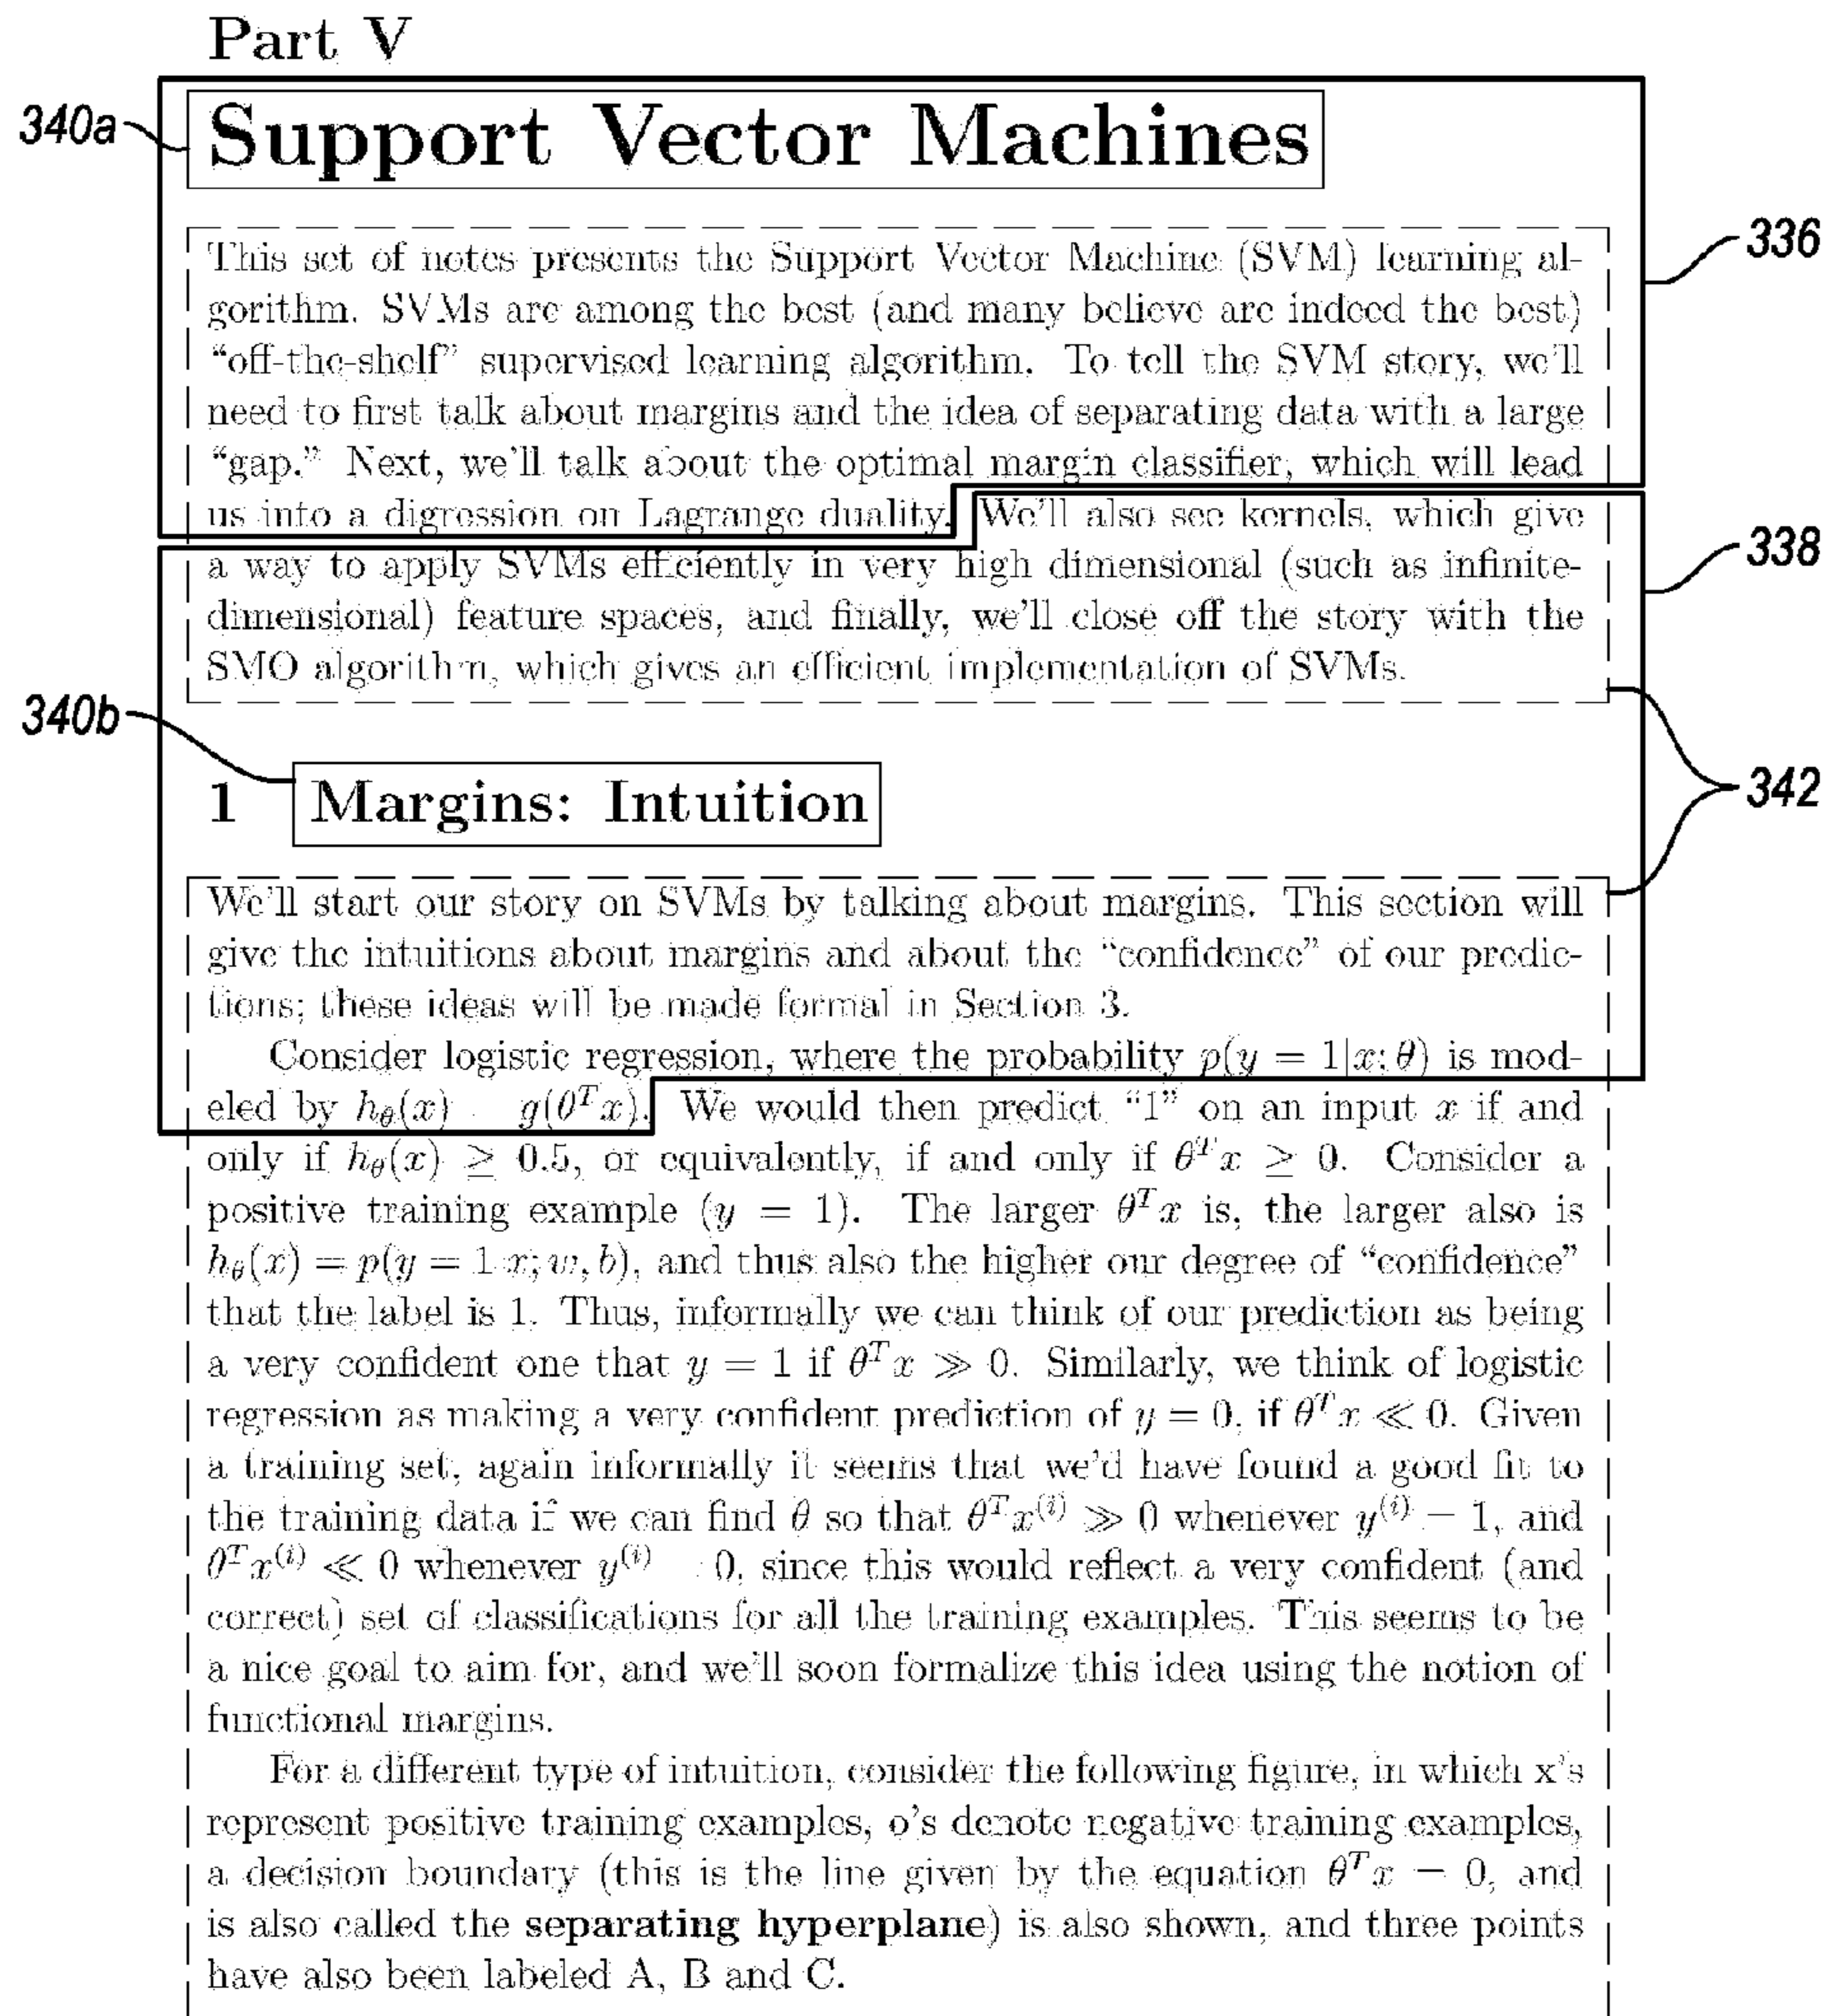 Part V
340a
Support Vector Machines
336
This set of notes presents the Support Vector Machine (SVM) learning al-
gorithm. SVMs are among the best (and many believe are indeed the best)
“off-the-shelf” supervised learning algorithm. To tell the SVM story, we’ll
need to first talk about margins and the idea of separating data with a large
“gap.” Next, we’ll talk about the optimal margin classifier, which will lead
us into a digression on Lagrange duality. We’ll also see kernels, which give
338
a way to apply SVMs efficiently in very high dimensional (such as infinite-
dimensional) feature spaces, and finally, we’ll close off the story with the
SMO algorithm, which gives an efficient implementation of SVMs.
340b
342
1 Margins: Intuition
We’ll start our story on SVMs by talking about margins. This section will
give the intuitions about margins and about the “confidence” of our predic-
tions; these ideas will be made formal in Section 3.
Consider logistic regression, where the probability p(y = 1|x; θ) is mod-
eled by hθ(x) g(θᵀx). We would then predict “1” on an input x if and
only if hθ(x) ≥ 0.5, or equivalently, if and only if θᵀx ≥ 0. Consider a
positive training example (y = 1). The larger θᵀx is, the larger also is
hθ(x) = p(y = 1 x; w, b), and thus also the higher our degree of “confidence”
that the label is 1. Thus, informally we can think of our prediction as being
a very confident one that y = 1 if θᵀx ≫ 0. Similarly, we think of logistic
regression as making a very confident prediction of y = 0, if θᵀx ≪ 0. Given
a training set, again informally it seems that we’d have found a good fit to
the training data if we can find θ so that θᵀx⁽ⁱ⁾ ≫ 0 whenever y⁽ⁱ⁾ = 1, and
θᵀx⁽ⁱ⁾ ≪ 0 whenever y⁽ⁱ⁾ 0, since this would reflect a very confident (and
correct) set of classifications for all the training examples. This seems to be
a nice goal to aim for, and we’ll soon formalize this idea using the notion of
functional margins.
For a different type of intuition, consider the following figure, in which x’s
represent positive training examples, o’s denote negative training examples,
a decision boundary (this is the line given by the equation θᵀx = 0, and
is also called the separating hyperplane) is also shown, and three points
have also been labeled A, B and C.